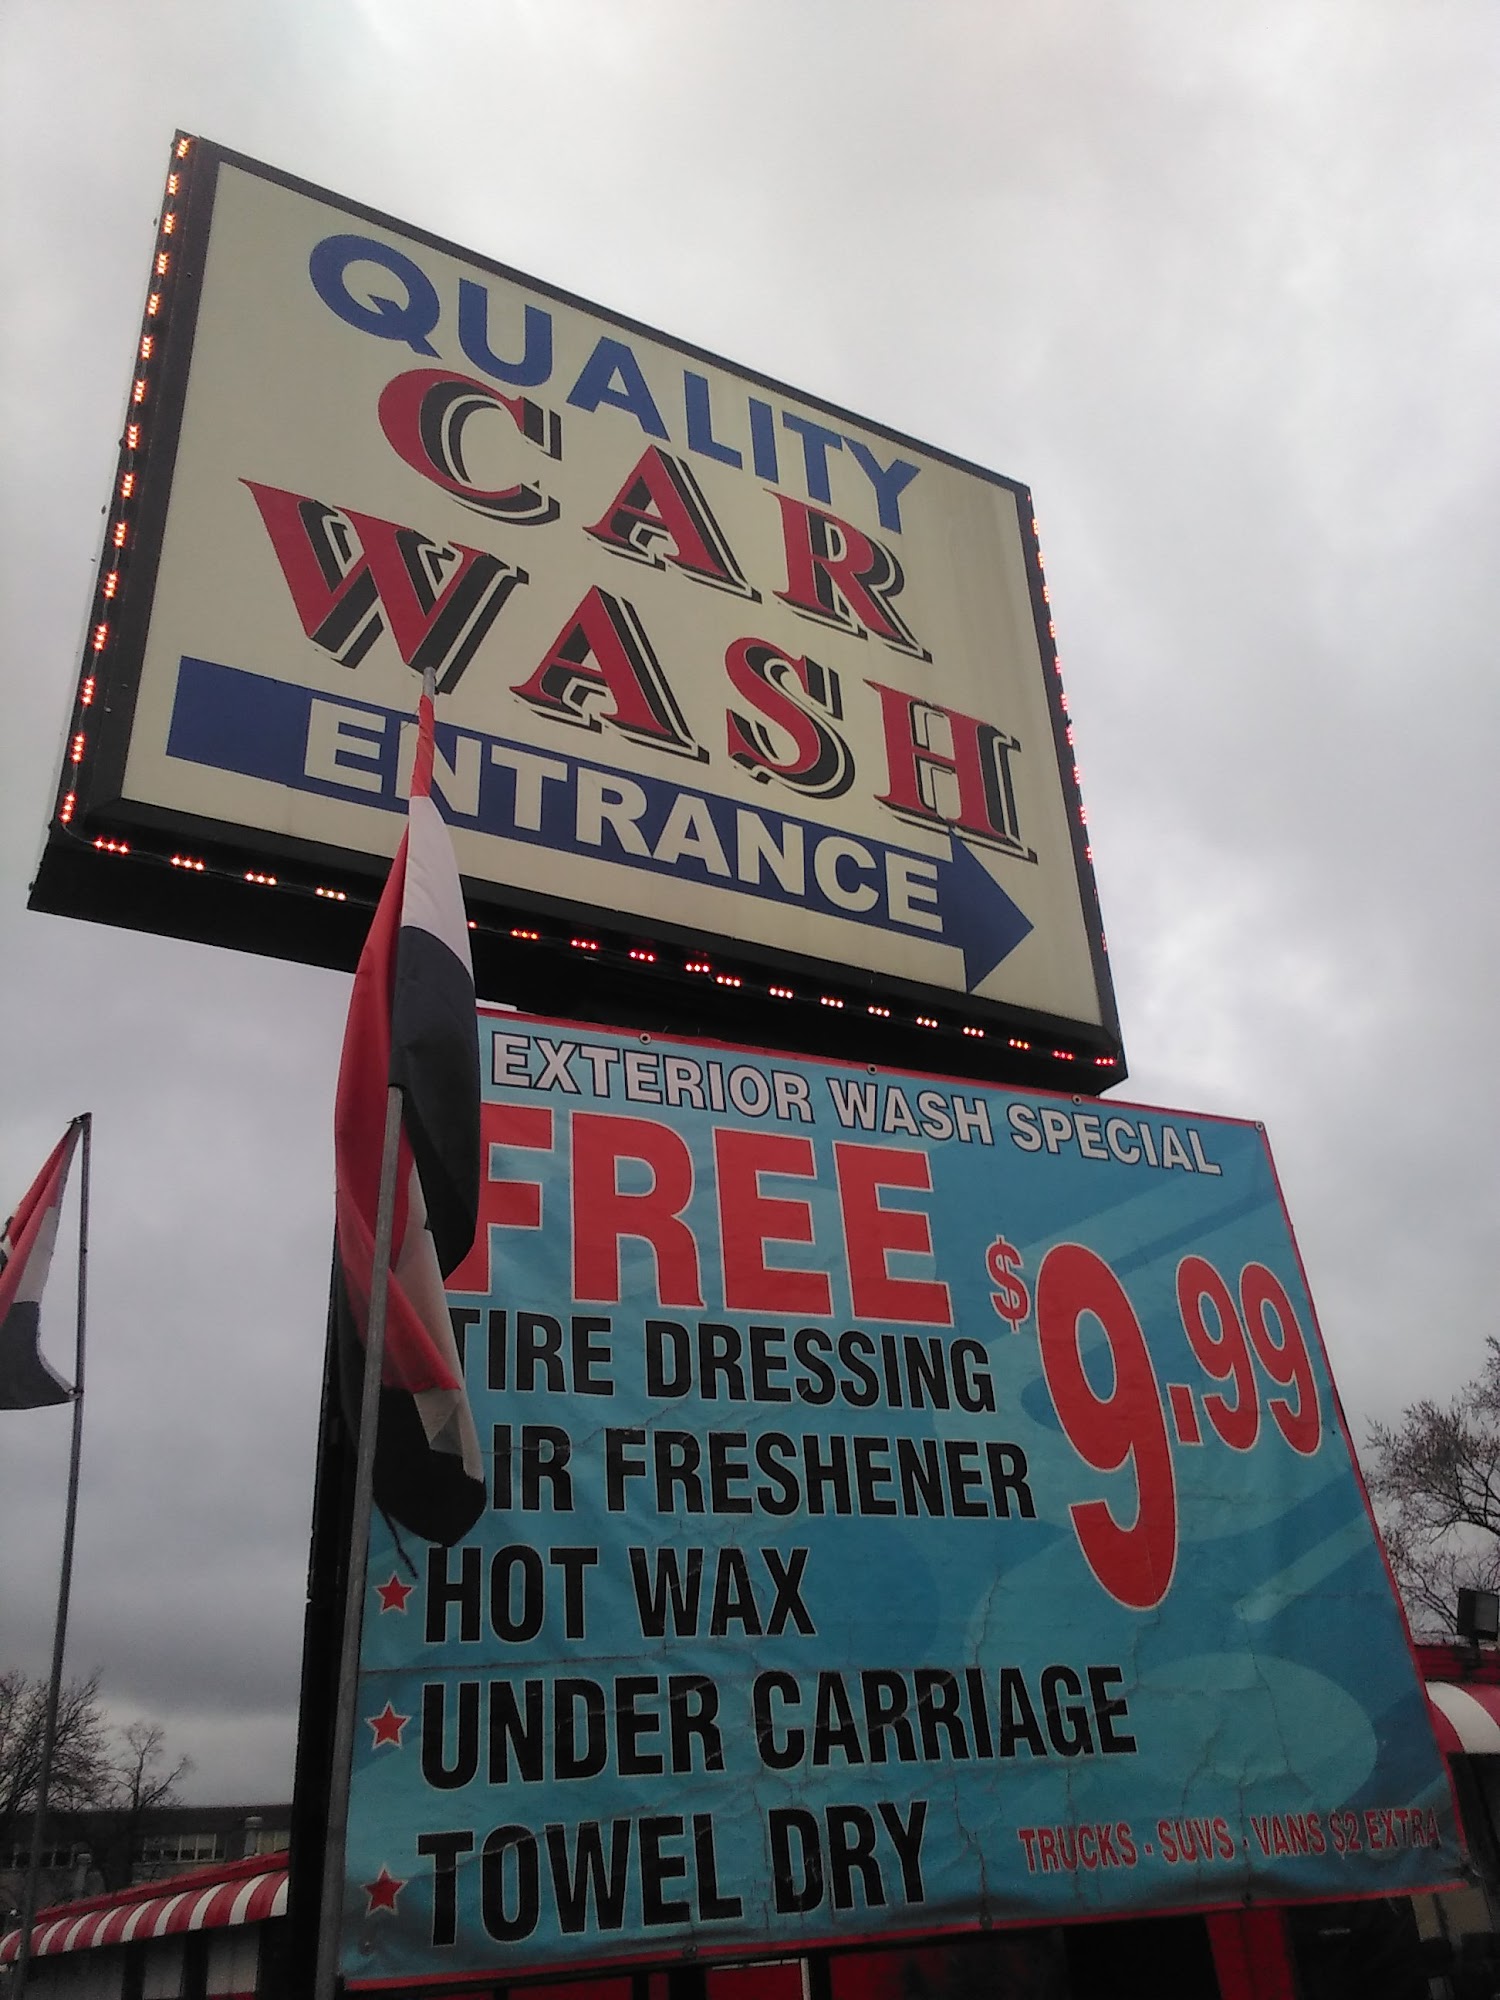 QUALITY
CAR
WASH
ENTRANCE
EXTERIOR WASH SPECIAL
FREE
$9.99
TIRE DRESSING
IR FRESHENER
HOT WAX
UNDER CARRIAGE
TOWEL DRY
TRUCKS - SUVS - VANS $2 EXTRA